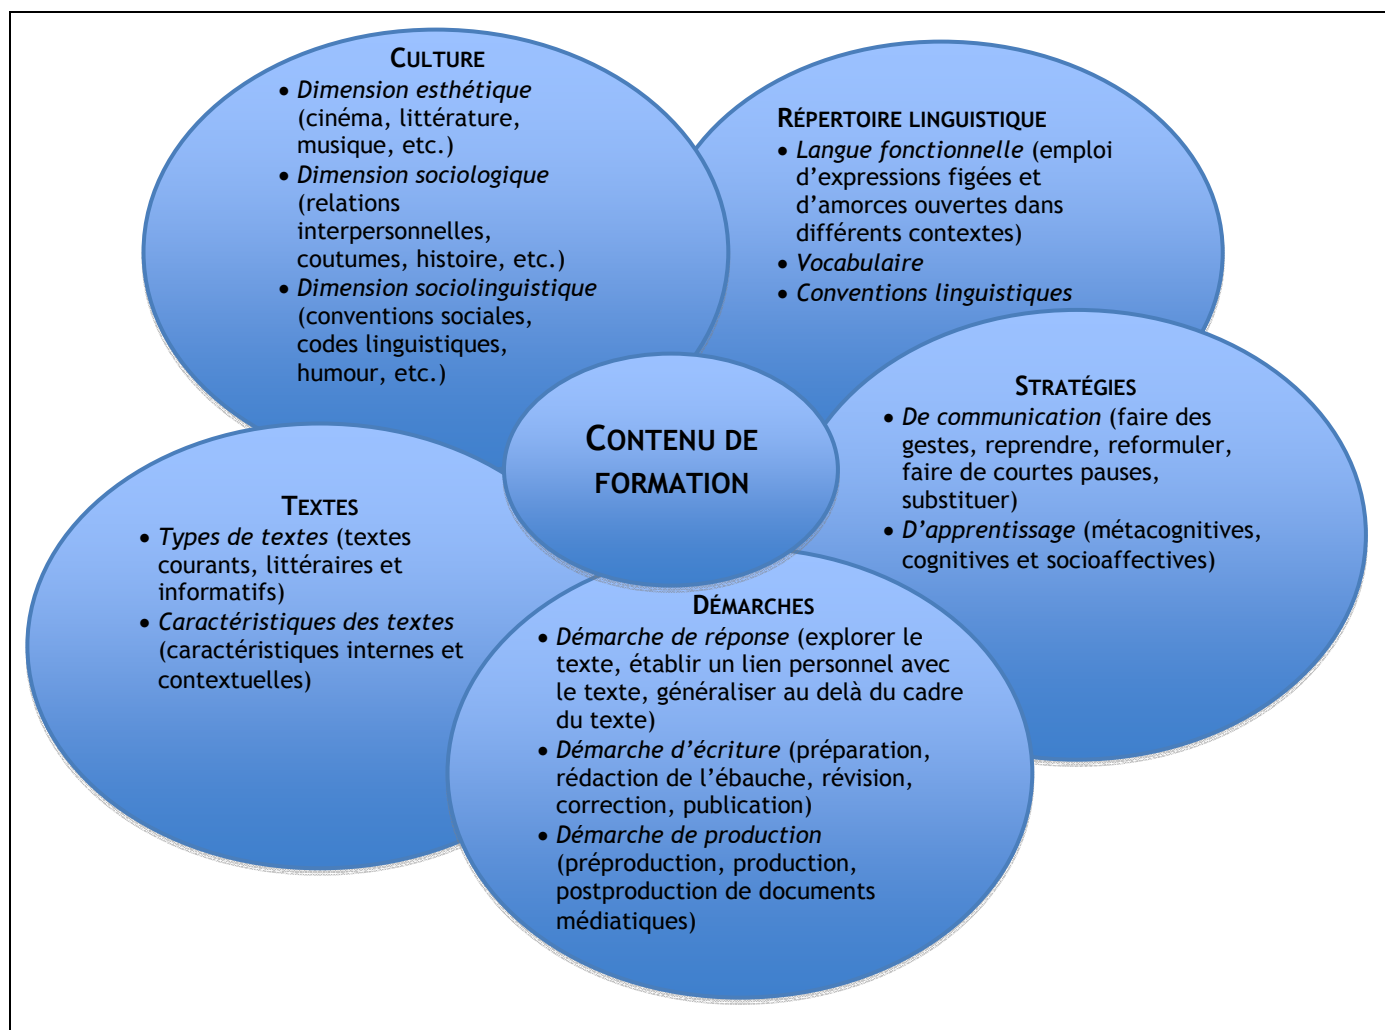 CULTURE
• Dimension esthétique
(cinéma, littérature,
musique, etc.)
• Dimension sociologique
(relations
interpersonnelles,
coutumes, histoire, etc.)
• Dimension sociolinguistique
(conventions sociales,
codes linguistiques,
humour, etc.)
RÉPERTOIRE LINGUISTIQUE
• Langue fonctionnelle (emploi
d’expressions figées et
d’amorces ouvertes dans
différents contextes)
• Vocabulaire
• Conventions linguistiques
STRATÉGIES
• De communication (faire des
gestes, reprendre, reformuler,
faire de courtes pauses,
substituer)
• D’apprentissage (métacognitives,
cognitives et socioaffectives)
CONTENU DE
FORMATION
TEXTES
• Types de textes (textes
courants, littéraires et
informatifs)
• Caractéristiques des textes
(caractéristiques internes et
contextuelles)
DÉMARCHES
• Démarche de réponse (explorer le
texte, établir un lien personnel avec
le texte, généraliser au delà du cadre
du texte)
• Démarche d’écriture (préparation,
rédaction de l’ébauche, révision,
correction, publication)
• Démarche de production
(préproduction, production,
postproduction de documents
médiatiques)